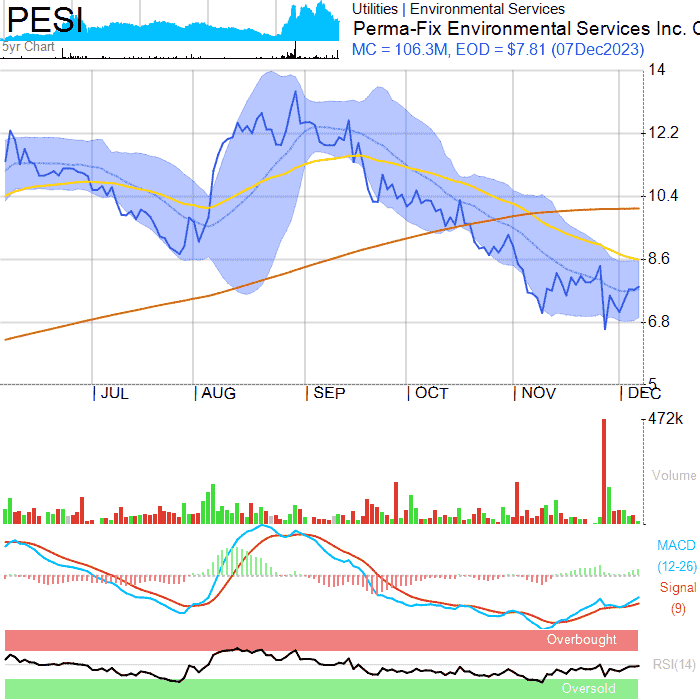 PESI
5yr Chart
Utilities | Environmental Services
Perma-Fix Environmental Services Inc. C
MC = 106.3M, EOD = $7.81 (07Dec2023)
14
12.2
10.4
8.6
6.8
5
| JUL | AUG | SEP | OCT | NOV | DEC
472k
Volume
MACD
(12-26)
Signal
(9)
Overbought
RSI(14)
Oversold